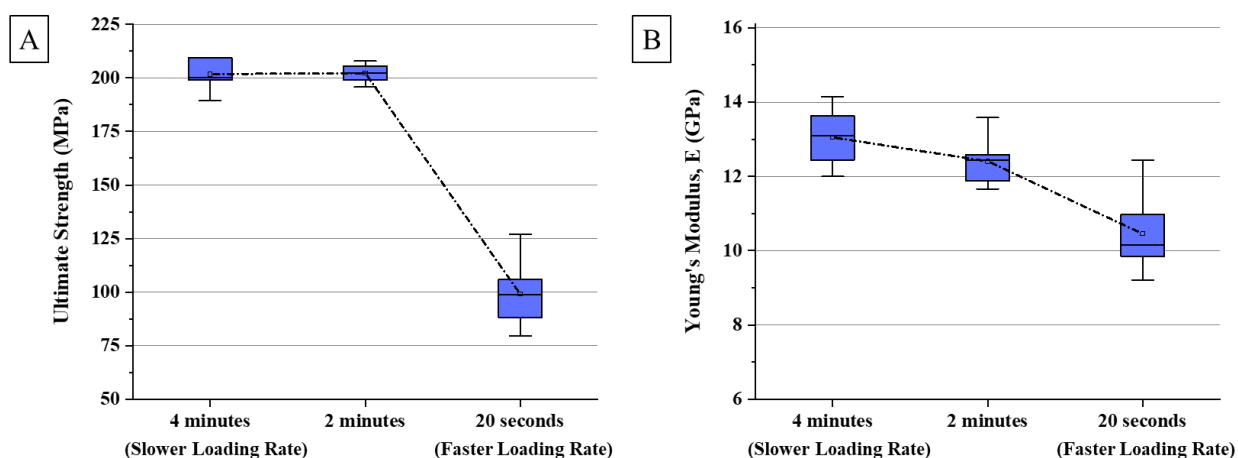 A
Ultimate Strength (MPa)
225
200
175
150
125
100
75
50
4 minutes
2 minutes
20 seconds
(Slower Loading Rate)
(Faster Loading Rate)
B
Young's Modulus, E (GPa)
16
14
12
10
8
6
4 minutes
2 minutes
20 seconds
(Slower Loading Rate)
(Faster Loading Rate)